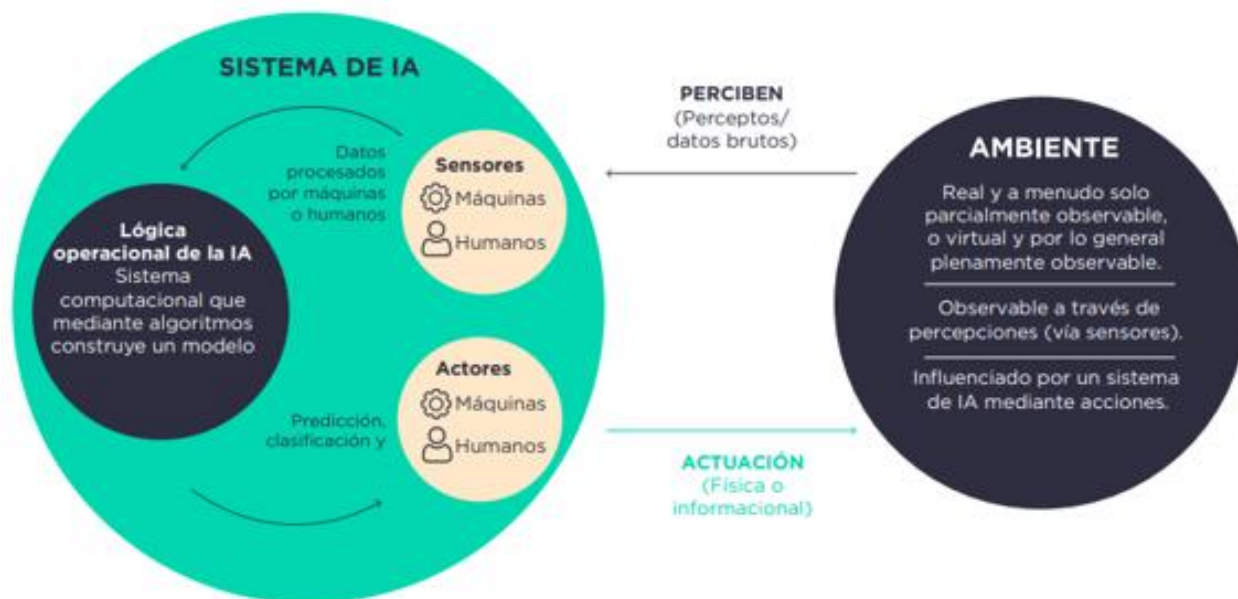 SISTEMA DE IA
Datos
procesados
por máquinas
o humanos
Sensores
Máquinas
Humanos
Lógica
operacional de la IA
Sistema
computacional que
mediante algoritmos
construye un modelo
Actores
Máquinas
Humanos
Predicción,
clasificación y
PERCIBEN
(Perceptos/
datos brutos)
ACTUACIÓN
(Física o
informacional)
AMBIENTE
Real y a menudo solo
parcialmente observable,
o virtual y por lo general
plenamente observable.
Observable a través de
percepciones (vía sensores).
Influenciado por un sistema
de IA mediante acciones.